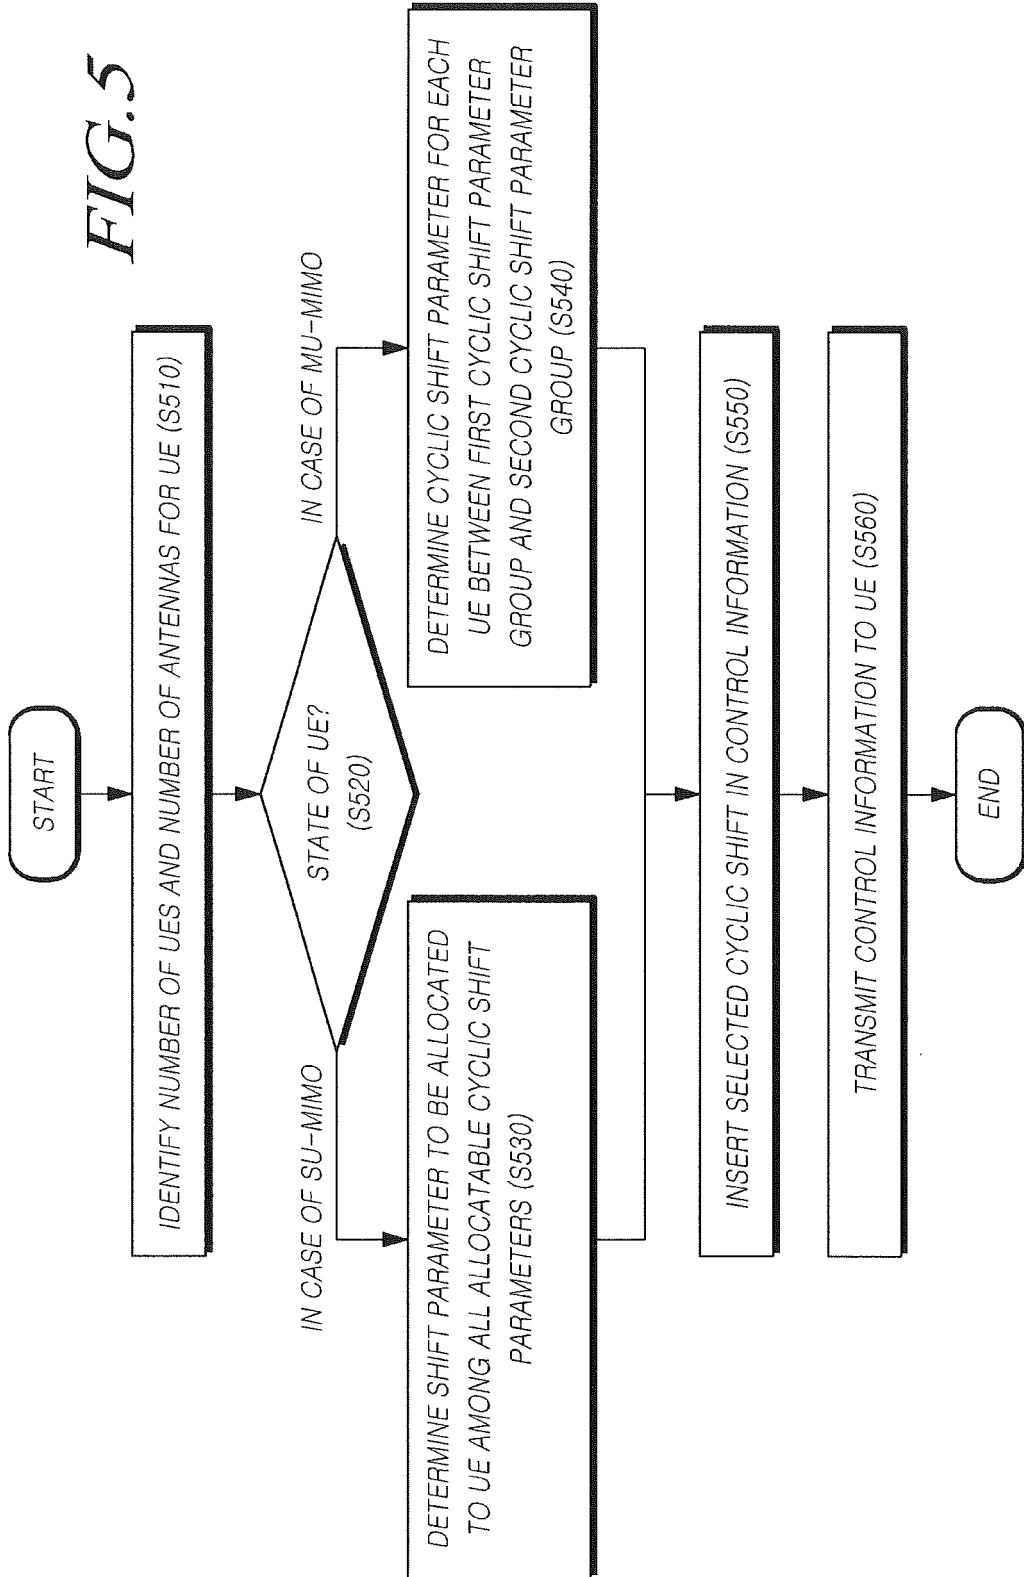 FIG.5
START
IDENTIFY NUMBER OF UES AND NUMBER OF ANTENNAS FOR UE (S510)
STATE OF UE?
(S520)
IN CASE OF SU-MIMO
IN CASE OF MU-MIMO
DETERMINE SHIFT PARAMETER TO BE ALLOCATED
TO UE AMONG ALL ALLOCATABLE CYCLIC SHIFT
PARAMETERS (S530)
DETERMINE CYCLIC SHIFT PARAMETER FOR EACH
UE BETWEEN FIRST CYCLIC SHIFT PARAMETER
GROUP AND SECOND CYCLIC SHIFT PARAMETER
GROUP (S540)
INSERT SELECTED CYCLIC SHIFT IN CONTROL INFORMATION (S550)
TRANSMIT CONTROL INFORMATION TO UE (S560)
END